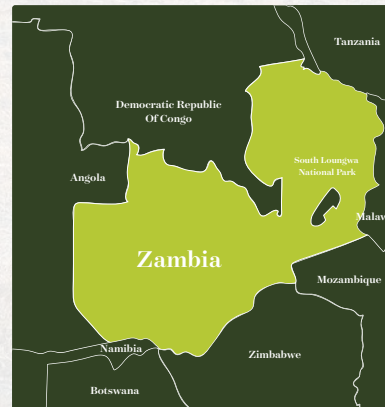 Tanzania
Democratic Republic
Of Congo
South Loungwa
National Park
Angola
Malaw
Zambia
Mozambique
Namibia
Zimbabwe
Botswana